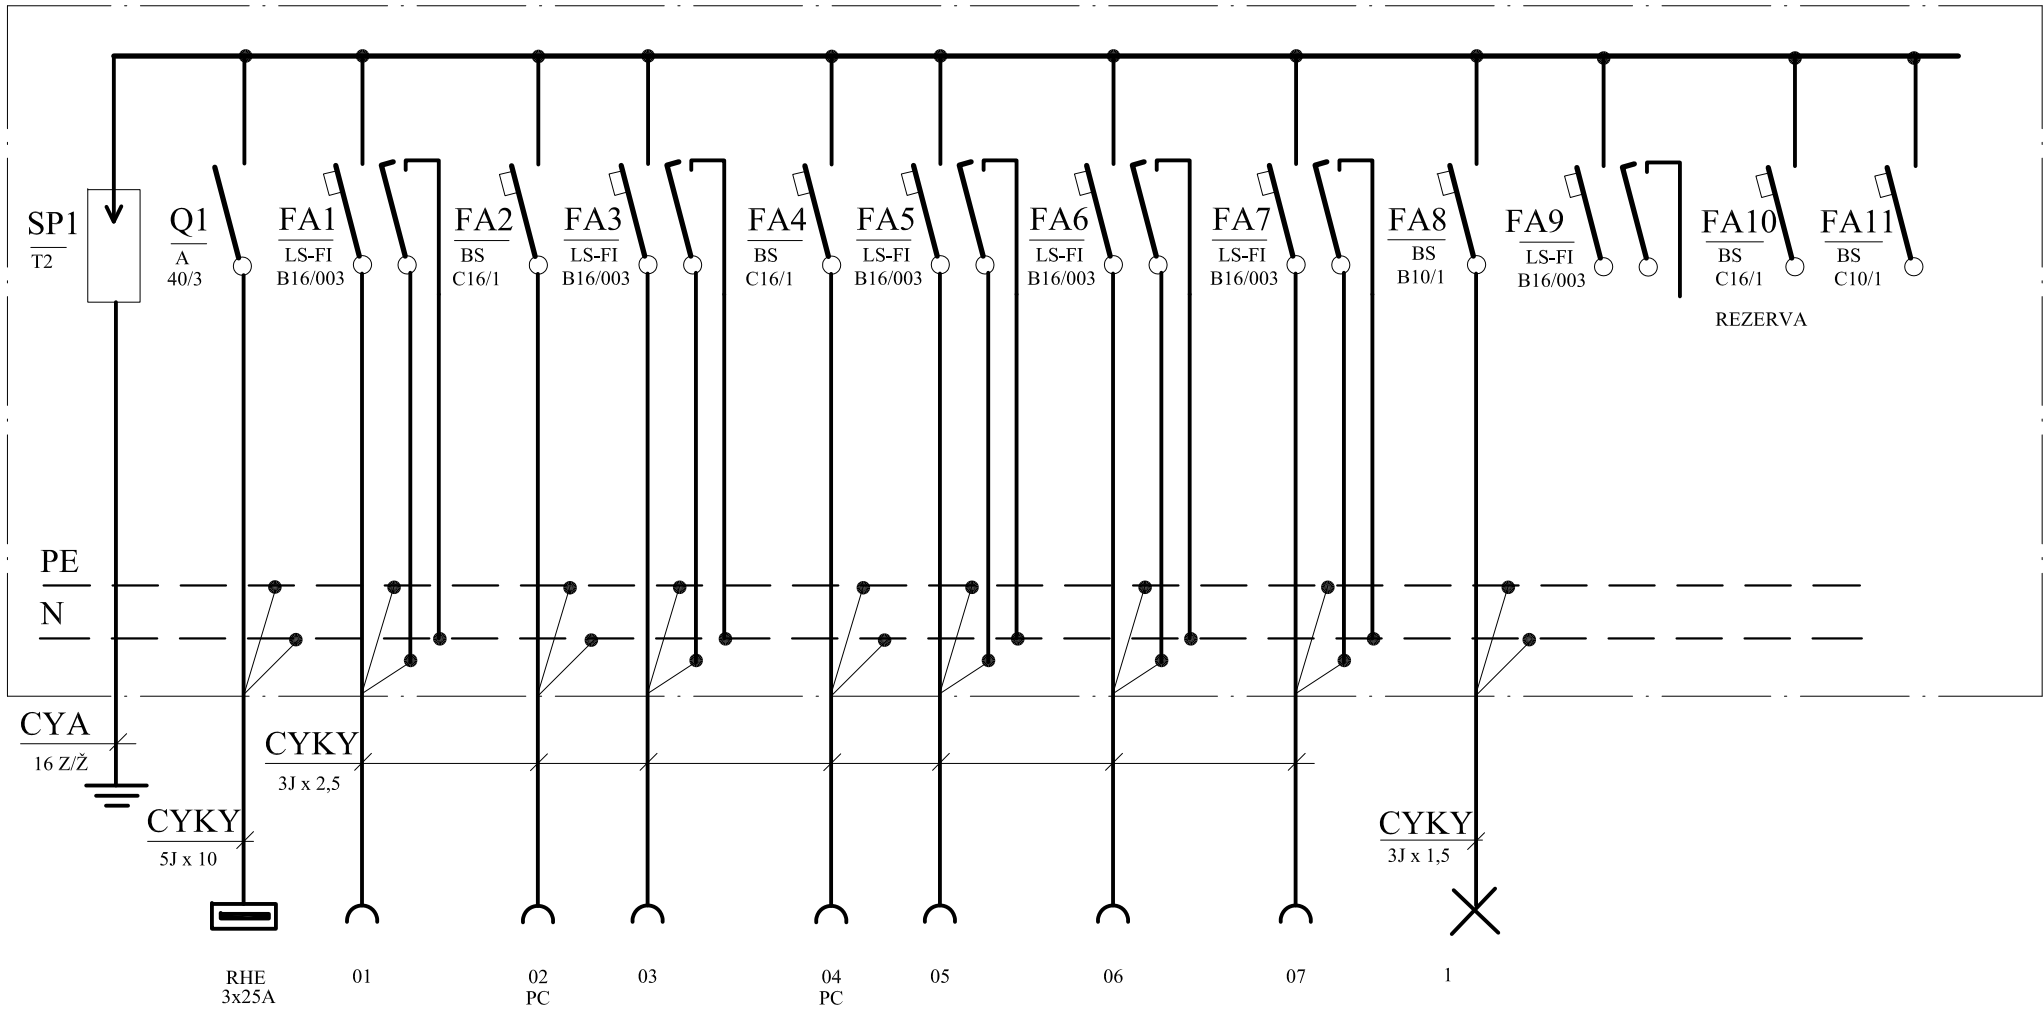 SP1
T2
Q1
A
40/3
FA1
LS-FI
B16/003
FA2
BS
C16/1
FA3
LS-FI
B16/003
FA4
BS
C16/1
FA5
LS-FI
B16/003
FA6
LS-FI
B16/003
FA7
LS-FI
B16/003
FA8
BS
B10/1
FA9
LS-FI
B16/003
FA10
BS
C16/1
FA11
BS
C10/1
REZERVA
PE
N
CYA
16 Z/Ž
CYKY
3J x 2,5
CYKY
5J x 10
CYKY
3J x 1,5
RHE
3x25A
01
02
PC
03
04
PC
05
06
07
1